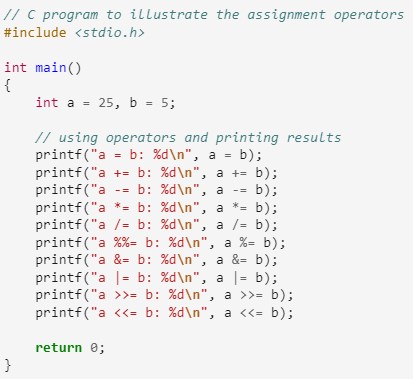 // C program to illustrate the assignment operators
#include <stdio.h>
int main()
{
int a = 25, b = 5;
// using operators and printing results
printf("a = b: %d\n", a = b);
printf("a += b: %d\n", a += b);
printf("a -= b: %d\n", a -= b);
printf("a *= b: %d\n", a *= b);
printf("a /= b: %d\n", a /= b);
printf("a %%= b: %d\n", a %= b);
printf("a &= b: %d\n", a &= b);
printf("a |= b: %d\n", a |= b);
printf("a >>= b: %d\n", a >>= b);
printf("a <<= b: %d\n", a <<= b);
return 0;
}